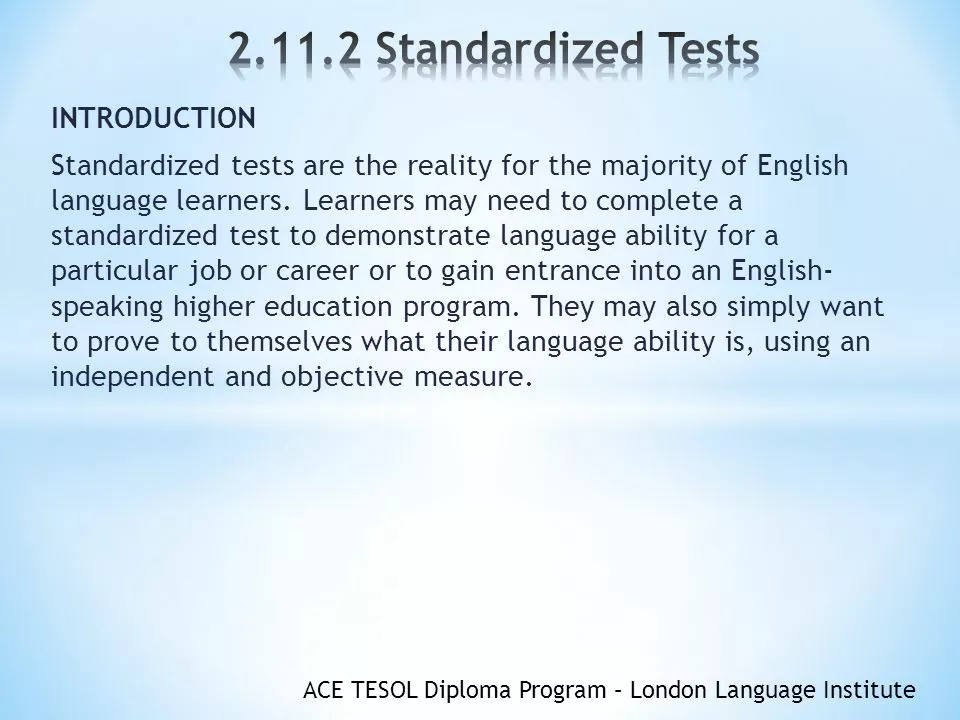 2.11.2 Standardized Tests
INTRODUCTION
Standardized tests are the reality for the majority of English
language learners. Learners may need to complete a
standardized test to demonstrate language ability for a
particular job or career or to gain entrance into an English-
speaking higher education program. They may also simply want
to prove to themselves what their language ability is, using an
independent and objective measure.
ACE TESOL Diploma Program – London Language Institute